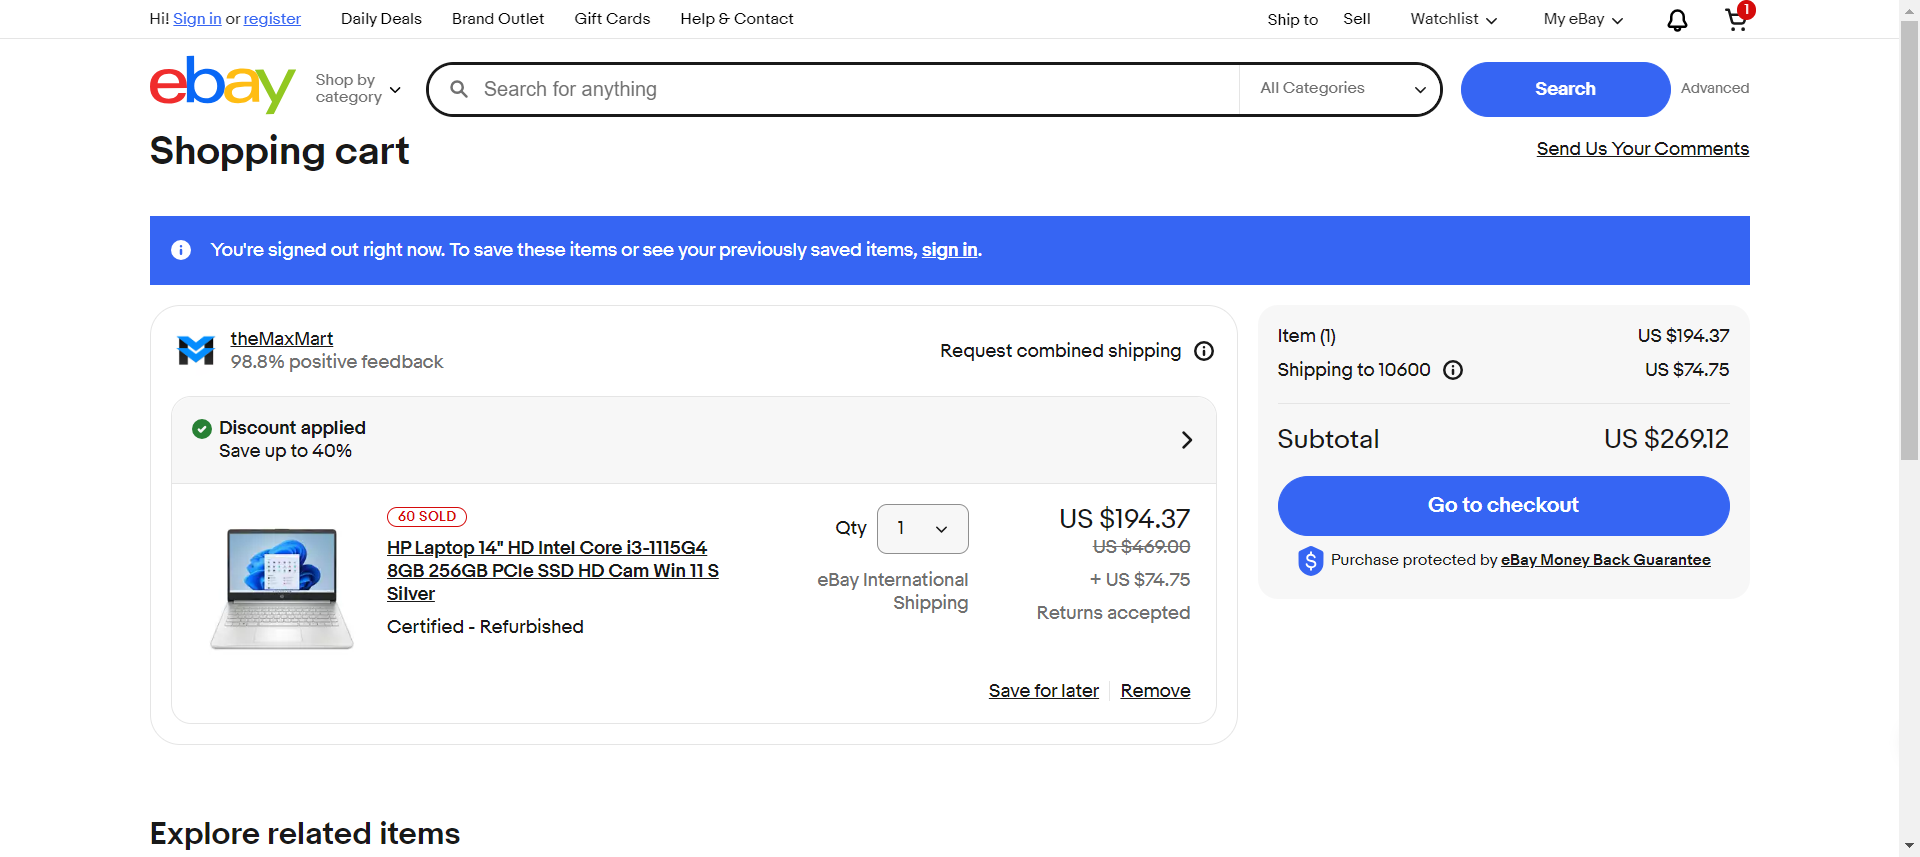 Hi! Sign in or register
Daily Deals
Brand Outlet
Gift Cards
Help & Contact
Ship to
Sell
Watchlist
My eBay
1
ebay
Shop by
category
Search for anything
All Categories
Search
Advanced
Shopping cart
Send Us Your Comments
You're signed out right now. To save these items or see your previously saved items, sign in.
theMaxMart
98.8% positive feedback
Request combined shipping
Discount applied
Save up to 40%
60 SOLD
HP Laptop 14" HD Intel Core i3-1115G4
8GB 256GB PCIe SSD HD Cam Win 11 S
Silver
Certified - Refurbished
Qty
1
eBay International
Shipping
US $194.37
US $469.00
+ US $74.75
Returns accepted
Save for later
Remove
Item (1)
US $194.37
Shipping to 10600
US $74.75
Subtotal
US $269.12
Go to checkout
Purchase protected by eBay Money Back Guarantee
Explore related items